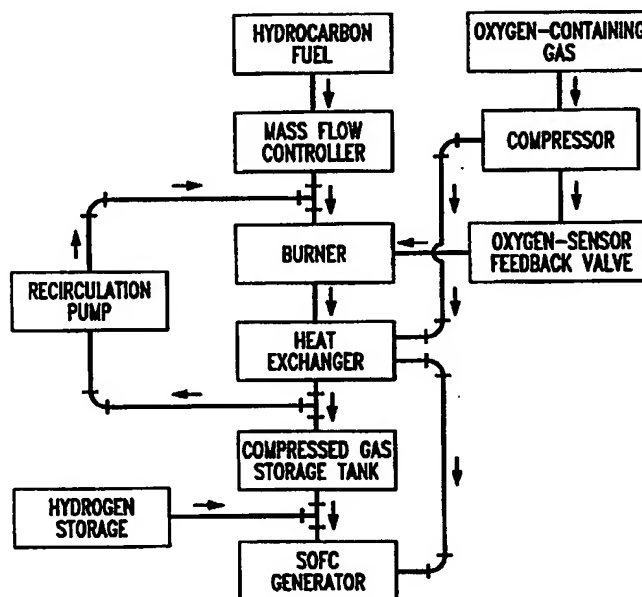 HYDROCARBON
FUEL
OXYGEN-CONTAINING
GAS
MASS FLOW
CONTROLLER
COMPRESSOR
BURNER
OXYGEN-SENSOR
FEEDBACK VALVE
RECIRCULATION
PUMP
HEAT
EXCHANGER
COMPRESSED GAS
STORAGE TANK
HYDROGEN
STORAGE
SOFC
GENERATOR